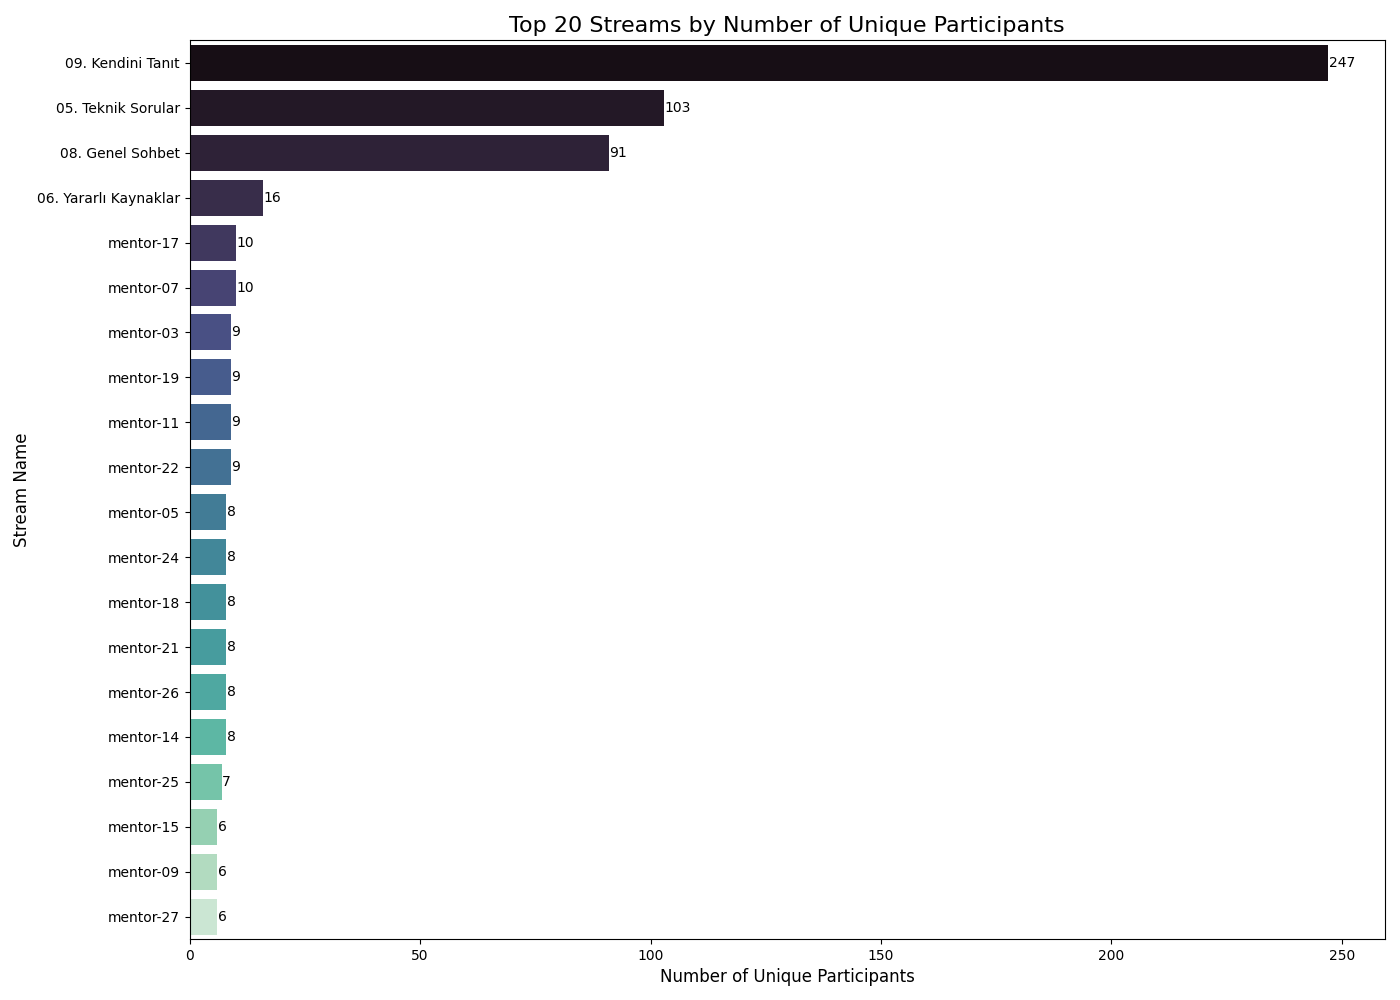 Top 20 Streams by Number of Unique Participants
09. Kendini Tanıt 247
05. Teknik Sorular 103
08. Genel Sohbet 91
06. Yararlı Kaynaklar 16
mentor-17 10
mentor-07 10
mentor-03 9
mentor-19 9
mentor-11 9
mentor-22 9
mentor-05 8
mentor-24 8
mentor-18 8
mentor-21 8
mentor-26 8
mentor-14 8
mentor-25 7
mentor-15 6
mentor-09 6
mentor-27 6
Stream Name
0 50 100 150 200 250
Number of Unique Participants